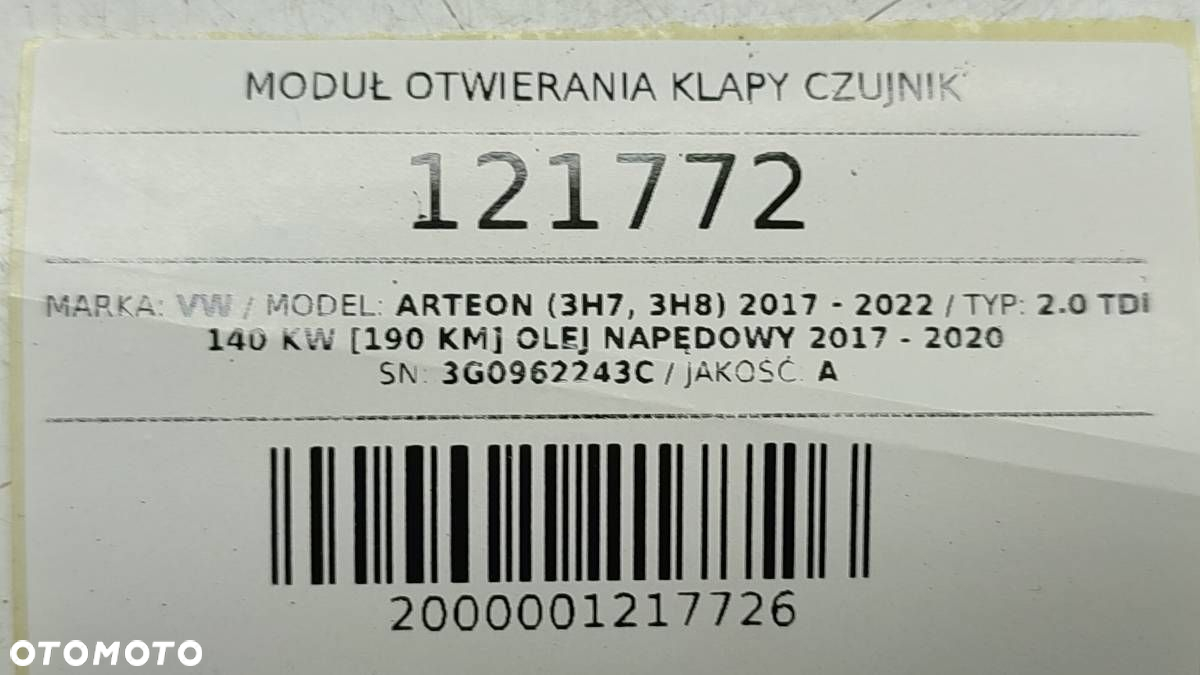 MODUŁ OTWIERANIA KLAPY CZUJNIK
121772
MARKA: VW / MODEL: ARTEON (3H7, 3H8) 2017 - 2022 / TYP: 2.0 TDI
140 KW [190 KM] OLEJ NAPĘDOWY 2017 - 2020
SN: 3G0962243C / JAKOŚĆ: A
2000001217726
OTOMOTO